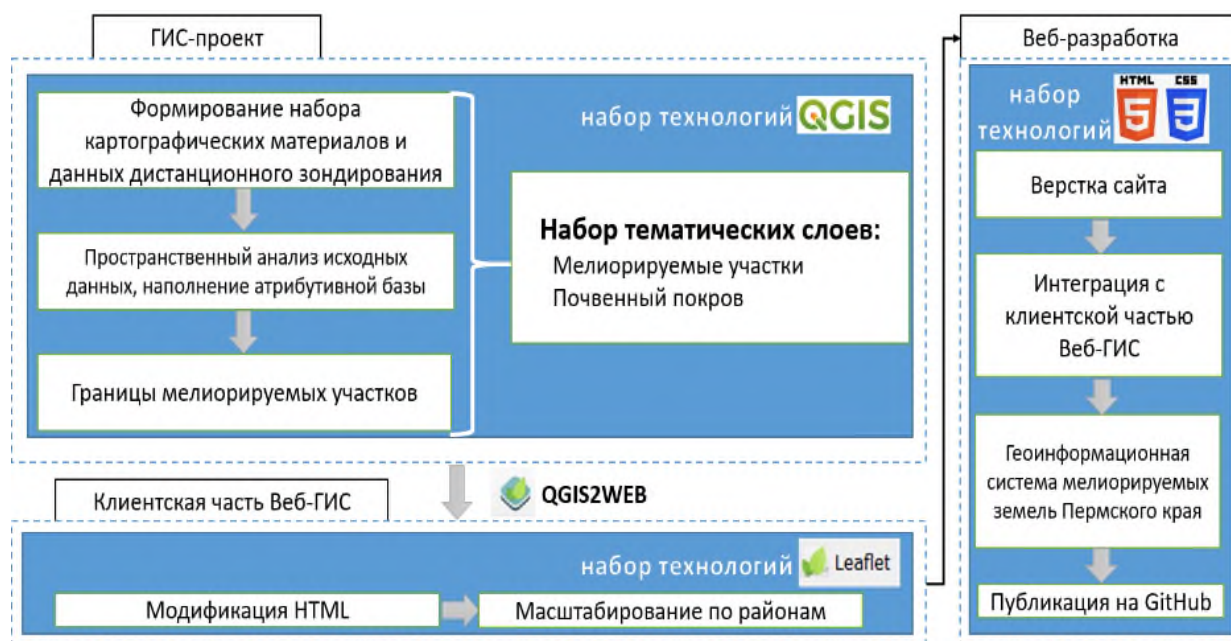 ГИС-проект
Формирование набора
картографических материалов и
данных дистанционного зондирования
Пространственный анализ исходных
данных, наполнение атрибутивной базы
Границы мелиорируемых участков
набор технологий QGIS
Набор тематических слоев:
Мелиорируемые участки
Почвенный покров
QGIS2WEB
Клиентская часть Веб-ГИС
набор технологий Leaflet
Модификация HTML
Масштабирование по районам
Веб-разработка
набор
технологий
HTML
5
CSS
3
Верстка сайта
Интеграция с
клиентской частью
Веб-ГИС
Геоинформационная
система мелиорируемых
земель Пермского края
Публикация на GitHub